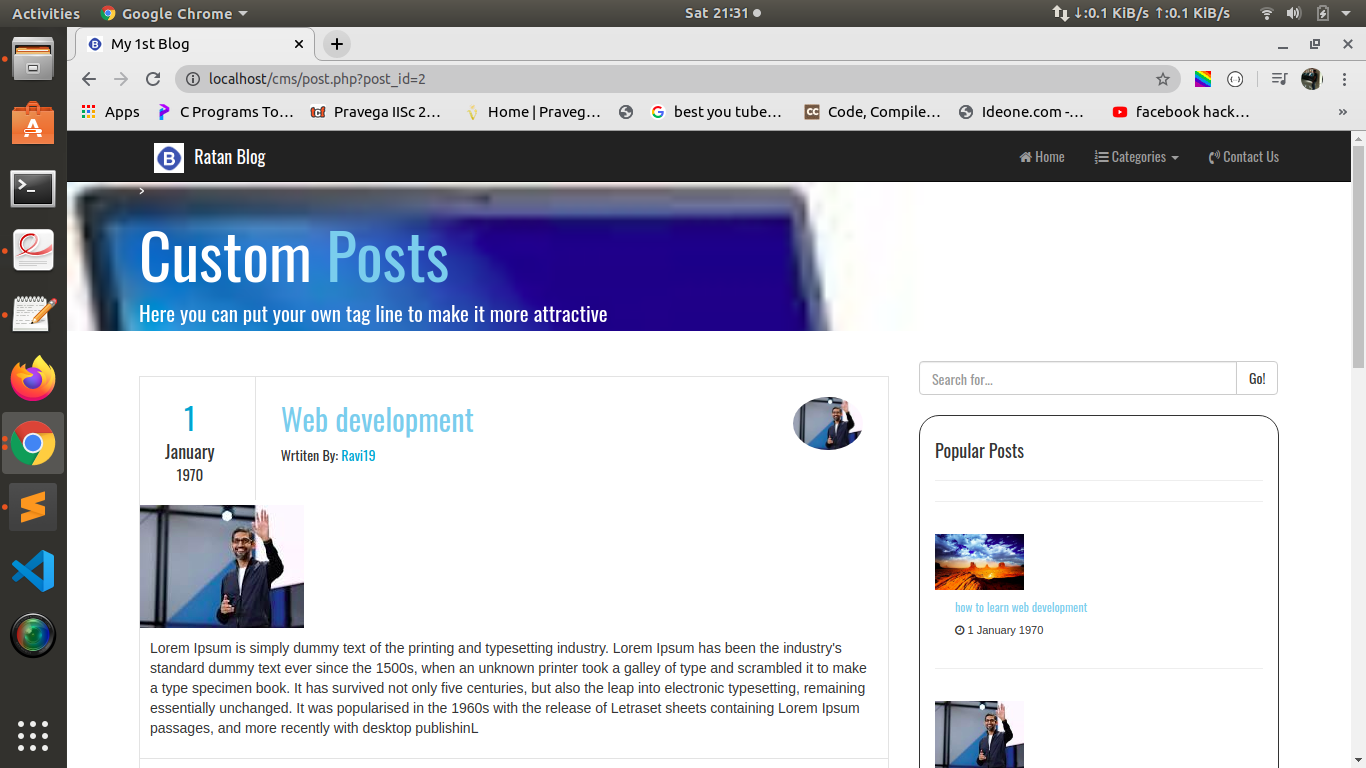 Activities Google Chrome Sat 21:31 ↓:0.1 KiB/s ↑:0.1 KiB/s
My 1st Blog
localhost/cms/post.php?post_id=2
Apps C Programs To… Pravega IISc 2… Home | Praveg… best you tube… CC Code, Compile… Ideone.com -… facebook hack… »
B Ratan Blog Home Categories Contact Us
>
Custom Posts
Here you can put your own tag line to make it more attractive
Search for... Go!
1
January
1970
Web development
Wrtiten By: Ravi19
Lorem Ipsum is simply dummy text of the printing and typesetting industry. Lorem Ipsum has been the industry's
standard dummy text ever since the 1500s, when an unknown printer took a galley of type and scrambled it to make
a type specimen book. It has survived not only five centuries, but also the leap into electronic typesetting, remaining
essentially unchanged. It was popularised in the 1960s with the release of Letraset sheets containing Lorem Ipsum
passages, and more recently with desktop publishinL
Popular Posts
how to learn web development
1 January 1970